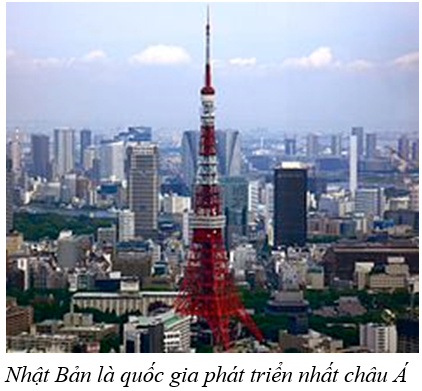 Nhật Bản là quốc gia phát triển nhất châu Á